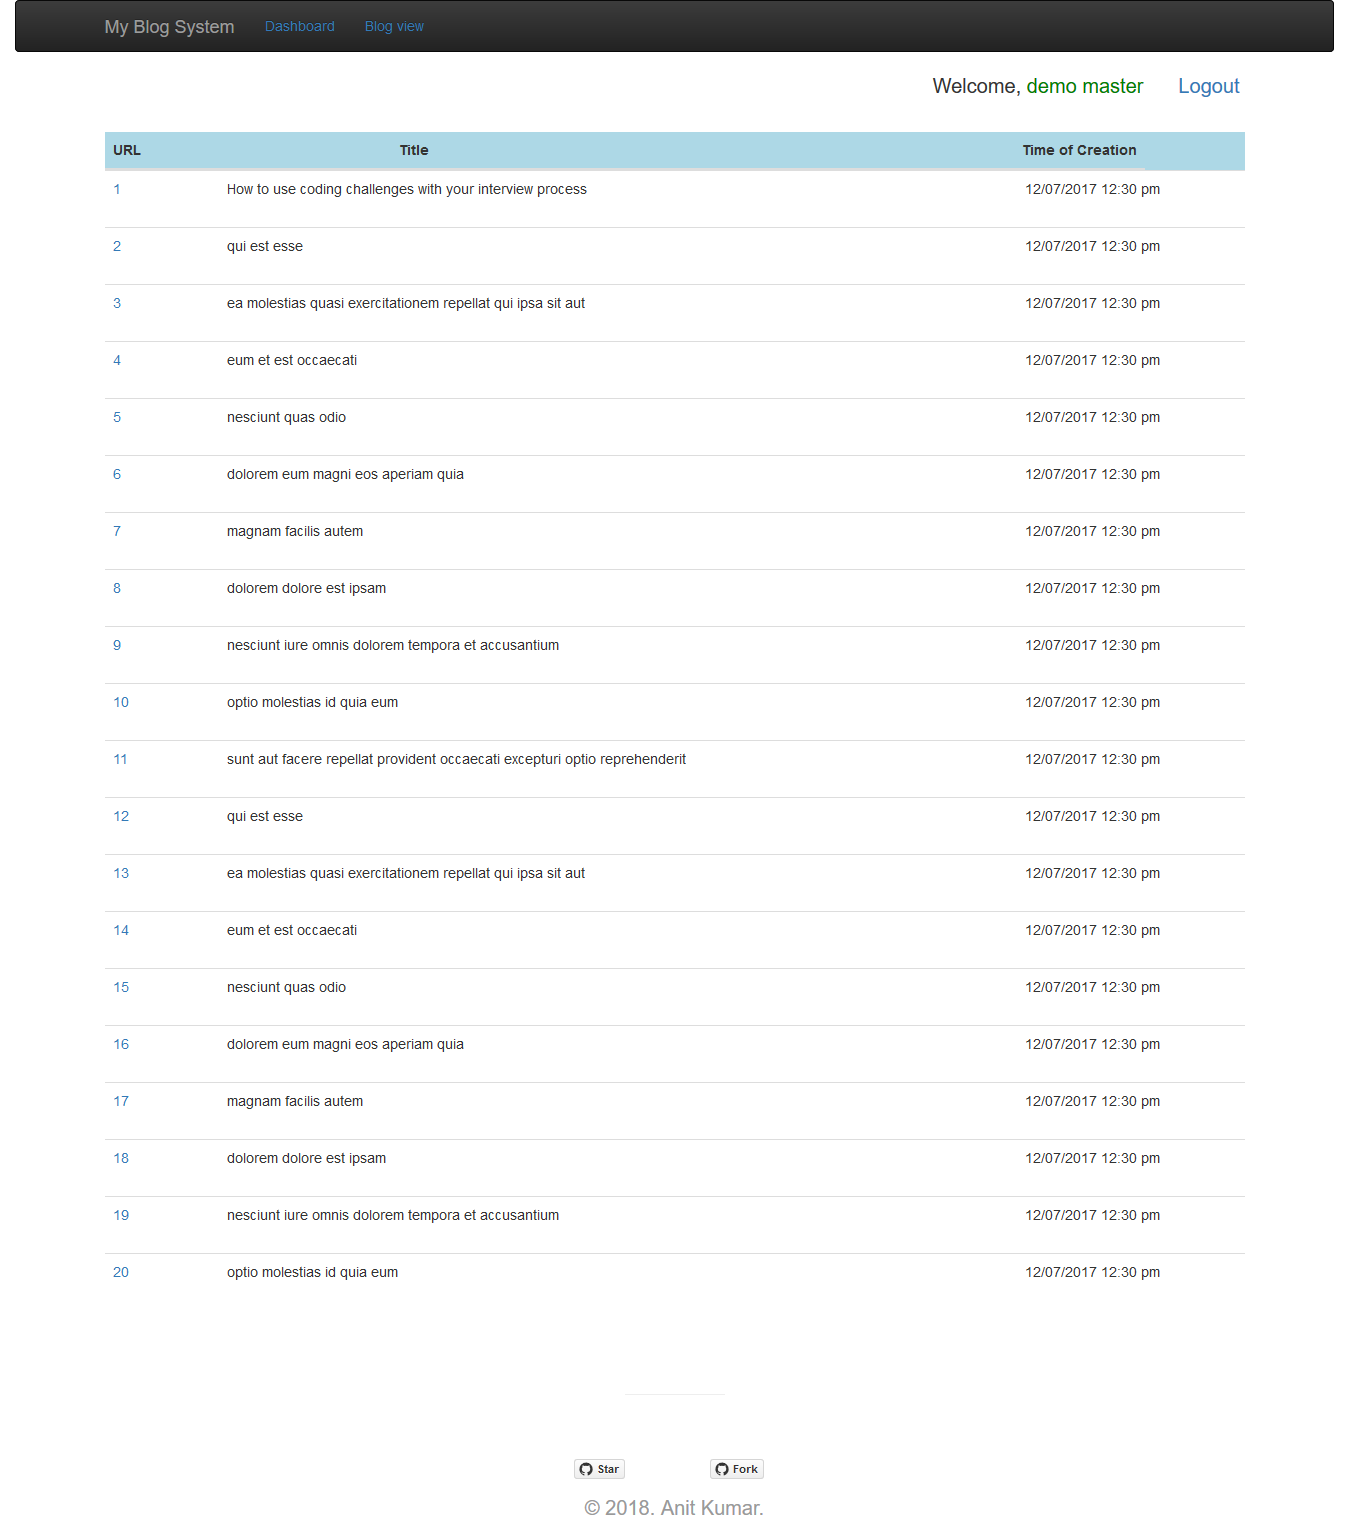 My Blog System Dashboard Blog view
Welcome, demo master Logout
URL Title Time of Creation
1 How to use coding challenges with your interview process 12/07/2017 12:30 pm
2 qui est esse 12/07/2017 12:30 pm
3 ea molestias quasi exercitationem repellat qui ipsa sit aut 12/07/2017 12:30 pm
4 eum et est occaecati 12/07/2017 12:30 pm
5 nesciunt quas odio 12/07/2017 12:30 pm
6 dolorem eum magni eos aperiam quia 12/07/2017 12:30 pm
7 magnam facilis autem 12/07/2017 12:30 pm
8 dolorem dolore est ipsam 12/07/2017 12:30 pm
9 nesciunt iure omnis dolorem tempora et accusantium 12/07/2017 12:30 pm
10 optio molestias id quia eum 12/07/2017 12:30 pm
11 sunt aut facere repellat provident occaecati excepturi optio reprehenderit 12/07/2017 12:30 pm
12 qui est esse 12/07/2017 12:30 pm
13 ea molestias quasi exercitationem repellat qui ipsa sit aut 12/07/2017 12:30 pm
14 eum et est occaecati 12/07/2017 12:30 pm
15 nesciunt quas odio 12/07/2017 12:30 pm
16 dolorem eum magni eos aperiam quia 12/07/2017 12:30 pm
17 magnam facilis autem 12/07/2017 12:30 pm
18 dolorem dolore est ipsam 12/07/2017 12:30 pm
19 nesciunt iure omnis dolorem tempora et accusantium 12/07/2017 12:30 pm
20 optio molestias id quia eum 12/07/2017 12:30 pm
Star Fork
© 2018. Anit Kumar.